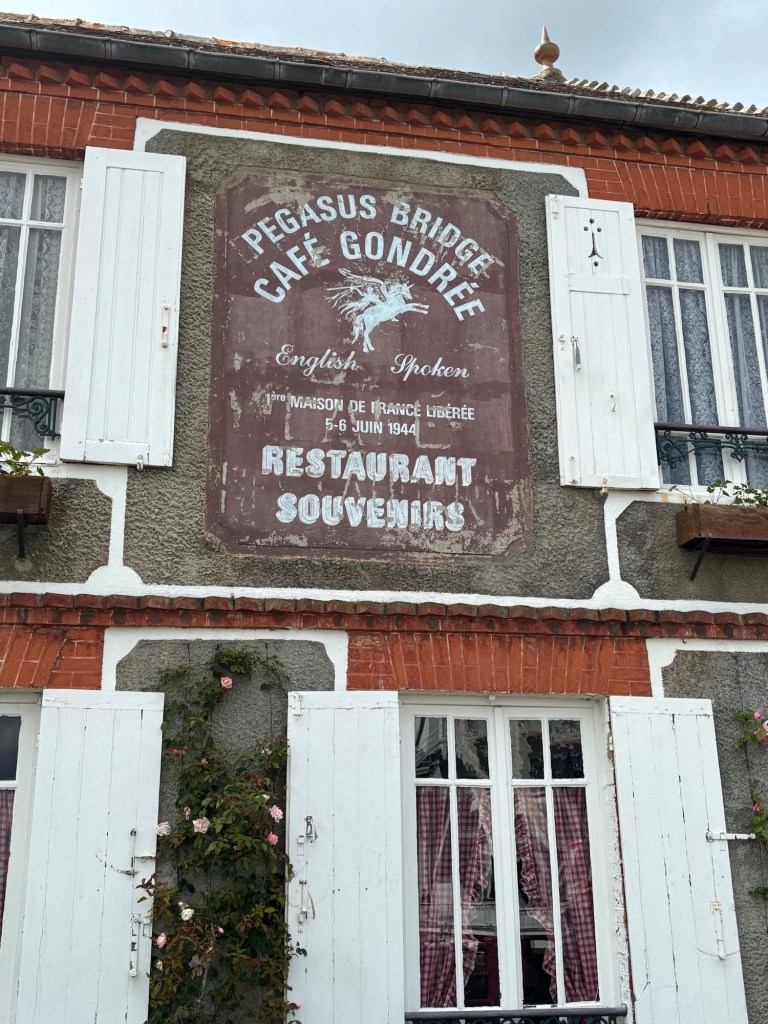 PEGASUS BRIDGE
CAFÉ GONDRÉE
English Spoken
1ère MAISON DE FRANCE LIBÉRÉE
5-6 JUIN 1944
RESTAURANT
SOUVENIRS